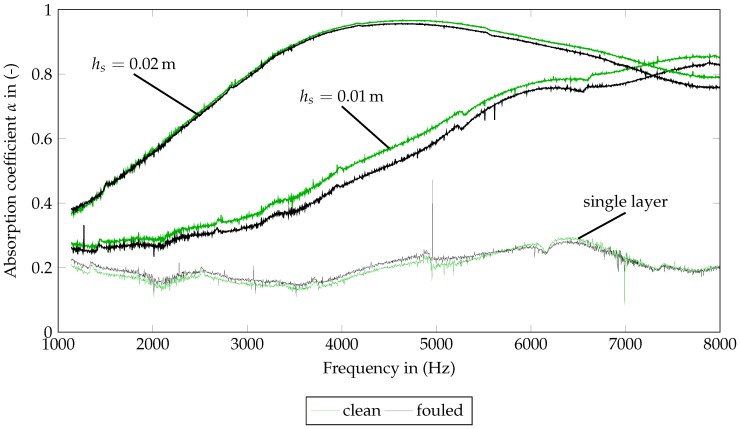 1
0.8
0.6
0.4
0.2
0
Absorption coefficient α in (-)
hs = 0.02 m
hs = 0.01 m
single layer
1000 2000 3000 4000 5000 6000 7000 8000
Frequency in (Hz)
clean fouled